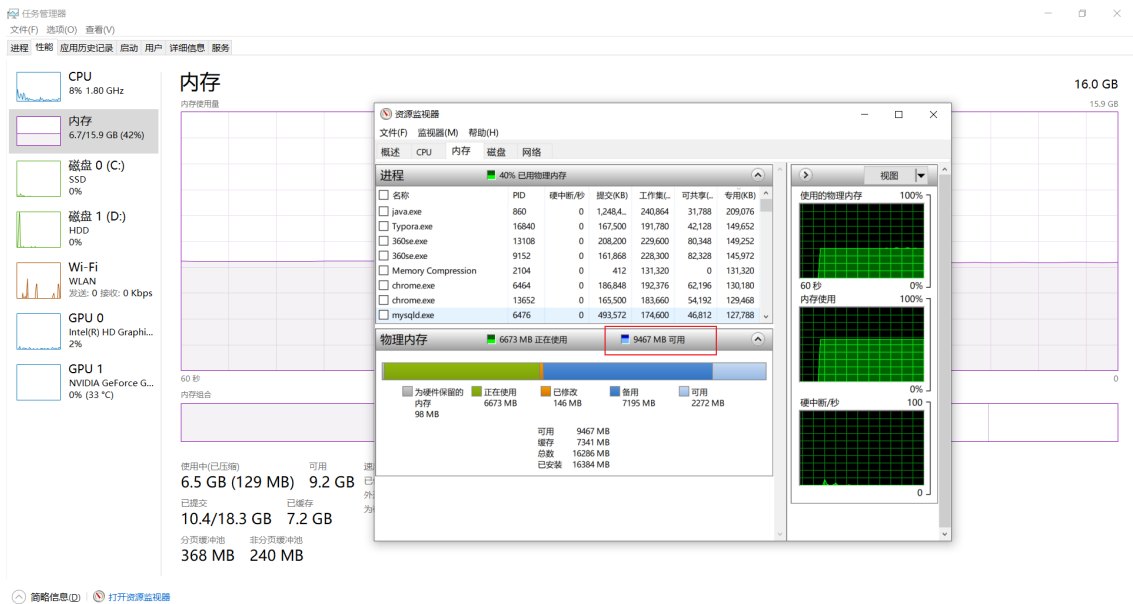 任务管理器
文件(F) 选项(O) 查看(V)
进程 性能 应用历史记录 启动 用户 详细信息 服务
CPU
8% 1.80 GHz
内存
6.7/15.9 GB (42%)
磁盘 0 (C:)
SSD
0%
磁盘 1 (D:)
HDD
0%
Wi-Fi
WLAN
发送: 0 接收: 0 Kbps
GPU 0
Intel(R) HD Graphi...
2%
GPU 1
NVIDIA GeForce G...
0% (33 °C)
内存 16.0 GB
内存使用量 15.9 GB
60 秒 0
内存组合
使用中(已压缩) 可用 速
6.5 GB (129 MB) 9.2 GB 已
外
已提交 已缓存 为
10.4/18.3 GB 7.2 GB
分页缓冲池 非分页缓冲池
368 MB 240 MB
资源监视器
文件(F) 监视器(M) 帮助(H)
概述 CPU 内存 磁盘 网络
进程 40% 已用物理内存
名称 PID 硬中断/秒 提交(KB) 工作集(... 可共享(... 专用(KB)
java.exe 860 0 1,248,4... 240,864 31,788 209,076
Typora.exe 16840 0 167,500 191,780 42,128 149,652
360se.exe 13108 0 208,200 229,600 80,348 149,252
360se.exe 9152 0 161,868 228,300 82,328 145,972
Memory Compression 2104 0 412 131,320 0 131,320
chrome.exe 6464 0 186,848 192,376 62,196 130,180
chrome.exe 13652 0 165,500 183,660 54,192 129,468
mysqld.exe 6476 0 493,572 174,600 46,812 127,788
物理内存 6673 MB 正在使用 9467 MB 可用
为硬件保留的内存 98 MB
正在使用 6673 MB
已修改 146 MB
备用 7195 MB
可用 2272 MB
可用 9467 MB
缓存 7341 MB
总数 16286 MB
已安装 16384 MB
视图
使用的物理内存 100%
60 秒 0%
内存使用 100%
0%
硬中断/秒 100
0
简略信息(D) 打开资源监视器